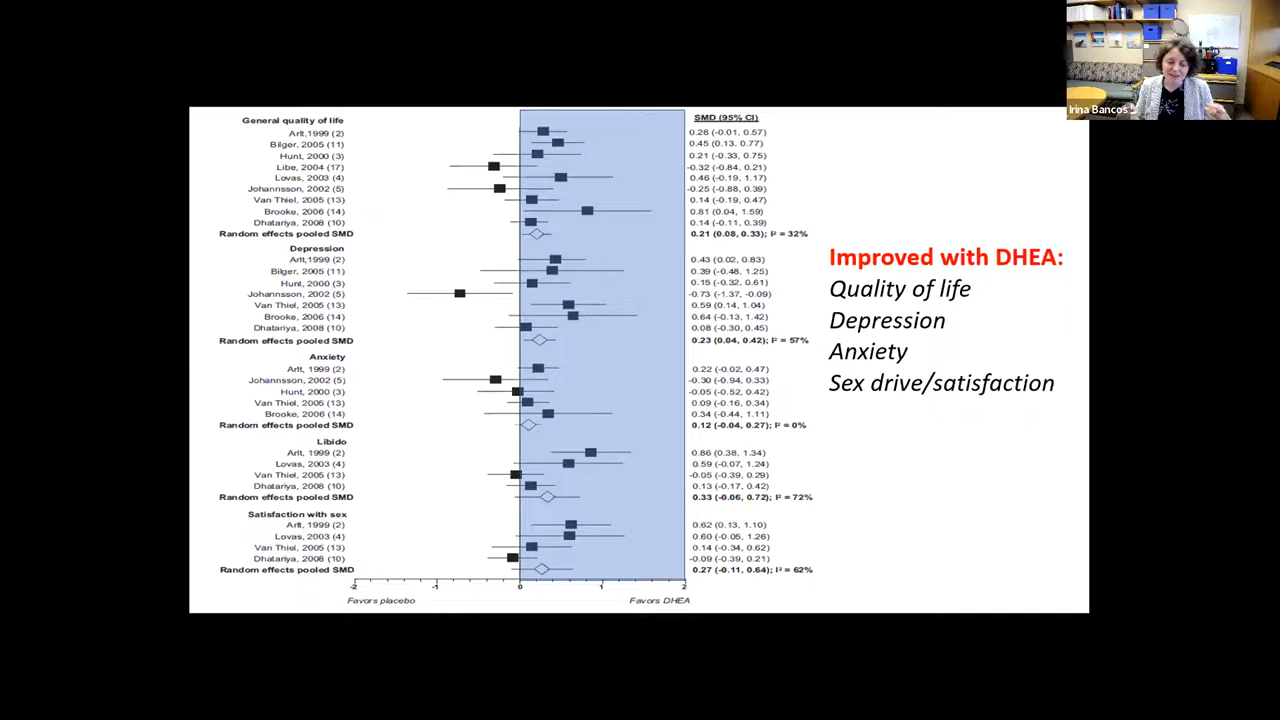 Irina Bancos
SMD (95% CI)
General quality of life
Arlt,1999 (2) 0.28 (-0.01, 0.57)
Bilger, 2005 (11) 0.45 (0.13, 0.77)
Hunt, 2000 (3) 0.21 (-0.33, 0.75)
Libe, 2004 (17) -0.32 (-0.84, 0.21)
Lovas, 2003 (4) 0.46 (-0.19, 1.17)
Johannsson, 2002 (5) -0.25 (-0.88, 0.39)
Van Thiel, 2005 (13) 0.14 (-0.19, 0.47)
Brooke, 2006 (14) 0.81 (0.04, 1.59)
Dhatariya, 2008 (10) 0.14 (-0.11, 0.39)
Random effects pooled SMD 0.21 (0.08, 0.33); I² = 32%
Depression
Arlt,1999 (2) 0.43 (0.02, 0.83)
Bilger, 2005 (11) 0.39 (-0.48, 1.25)
Hunt, 2000 (3) 0.15 (-0.32, 0.61)
Johannsson, 2002 (5) -0.73 (-1.37, -0.09)
Van Thiel, 2005 (13) 0.59 (0.14, 1.04)
Brooke, 2006 (14) 0.64 (-0.13, 1.42)
Dhatariya, 2008 (10) 0.08 (-0.30, 0.45)
Random effects pooled SMD 0.23 (0.04, 0.42); I² = 57%
Anxiety
Arlt, 1999 (2) 0.22 (-0.02, 0.47)
Johannsson, 2002 (5) -0.30 (-0.94, 0.33)
Hunt, 2000 (3) -0.05 (-0.52, 0.42)
Van Thiel, 2005 (13) 0.09 (-0.16, 0.34)
Brooke, 2006 (14) 0.34 (-0.44, 1.11)
Random effects pooled SMD 0.12 (-0.04, 0.27); I² = 0%
Libido
Arlt, 1999 (2) 0.86 (0.38, 1.34)
Lovas, 2003 (4) 0.59 (-0.07, 1.24)
Van Thiel, 2005 (13) -0.05 (-0.39, 0.29)
Dhatariya, 2008 (10) 0.13 (-0.17, 0.42)
Random effects pooled SMD 0.33 (-0.06, 0.72); I² = 72%
Satisfaction with sex
Arlt, 1999 (2) 0.62 (0.13, 1.10)
Lovas, 2003 (4) 0.60 (-0.05, 1.26)
Van Thiel, 2005 (13) 0.14 (-0.34, 0.62)
Dhatariya, 2008 (10) -0.09 (-0.39, 0.21)
Random effects pooled SMD 0.27 (-0.11, 0.64); I² = 62%
-2 -1 0 1 2
Favors placebo Favors DHEA
Improved with DHEA:
Quality of life
Depression
Anxiety
Sex drive/satisfaction